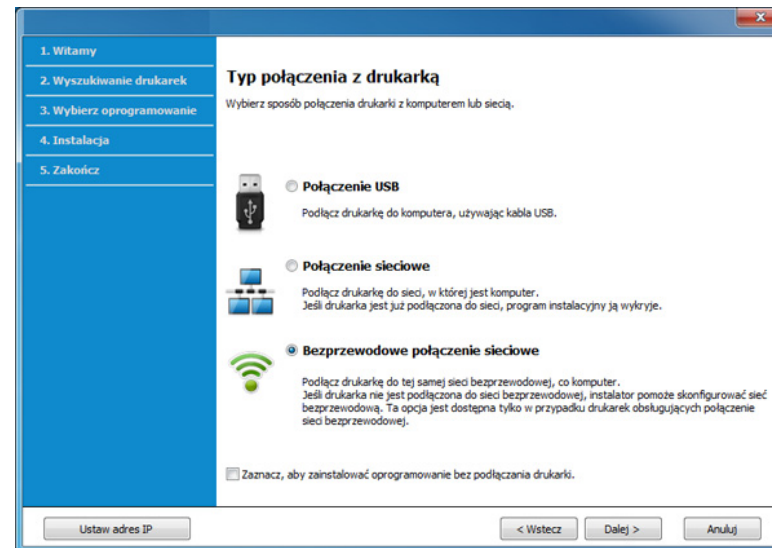 1. Witamy
2. Wyszukiwanie drukarek
3. Wybierz oprogramowanie
4. Instalacja
5. Zakończ
Typ połączenia z drukarką
Wybierz sposób połączenia drukarki z komputerem lub siecią.
Połączenie USB
Podłącz drukarkę do komputera, używając kabla USB.
Połączenie sieciowe
Podłącz drukarkę do sieci, w której jest komputer.
Jeśli drukarka jest już podłączona do sieci, program instalacyjny ją wykryje.
Bezprzewodowe połączenie sieciowe
Podłącz drukarkę do tej samej sieci bezprzewodowej, co komputer.
Jeśli drukarka nie jest podłączona do sieci bezprzewodowej, instalator pomoże skonfigurować sieć
bezprzewodową. Ta opcja jest dostępna tylko w przypadku drukarek obsługujących połączenie
sieci bezprzewodowej.
Zaznacz, aby zainstalować oprogramowanie bez podłączania drukarki.
Ustaw adres IP
< Wstecz
Dalej >
Anuluj